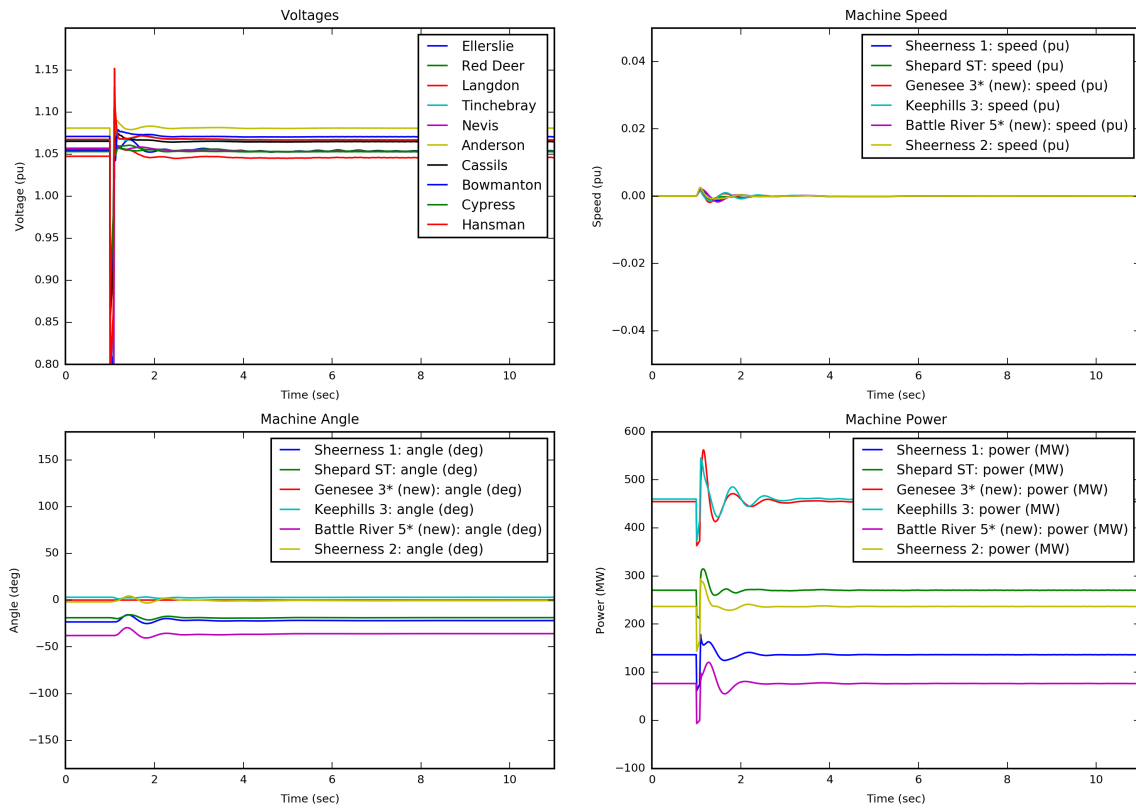 Voltages
1.15
1.10
1.05
1.00
0.95
0.90
0.85
0.80
Voltage (pu)
0 2 4 6 8 10
Time (sec)
Ellerslie
Red Deer
Langdon
Tinchebray
Nevis
Anderson
Cassils
Bowmanton
Cypress
Hansman
Machine Speed
0.04
0.02
0.00
−0.02
−0.04
Speed (pu)
0 2 4 6 8 10
Time (sec)
Sheerness 1: speed (pu)
Shepard ST: speed (pu)
Genesee 3* (new): speed (pu)
Keephills 3: speed (pu)
Battle River 5* (new): speed (pu)
Sheerness 2: speed (pu)
Machine Angle
150
100
50
0
−50
−100
−150
Angle (deg)
0 2 4 6 8 10
Time (sec)
Sheerness 1: angle (deg)
Shepard ST: angle (deg)
Genesee 3* (new): angle (deg)
Keephills 3: angle (deg)
Battle River 5* (new): angle (deg)
Sheerness 2: angle (deg)
Machine Power
600
500
400
300
200
100
0
−100
Power (MW)
0 2 4 6 8 10
Time (sec)
Sheerness 1: power (MW)
Shepard ST: power (MW)
Genesee 3* (new): power (MW)
Keephills 3: power (MW)
Battle River 5* (new): power (MW)
Sheerness 2: power (MW)